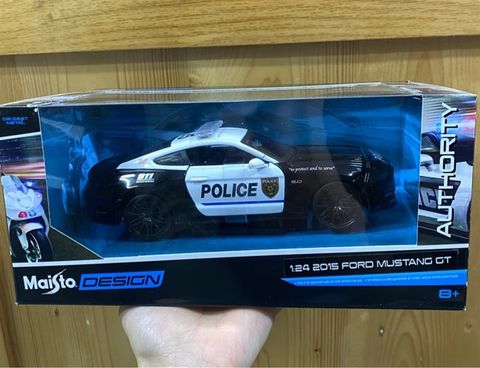 DIE-CAST
METAL
AUTHORITY
911
POLICE
"to protect and to serve"
5.0
Maisto DESIGN
1:24 2015 FORD MUSTANG GT
8+